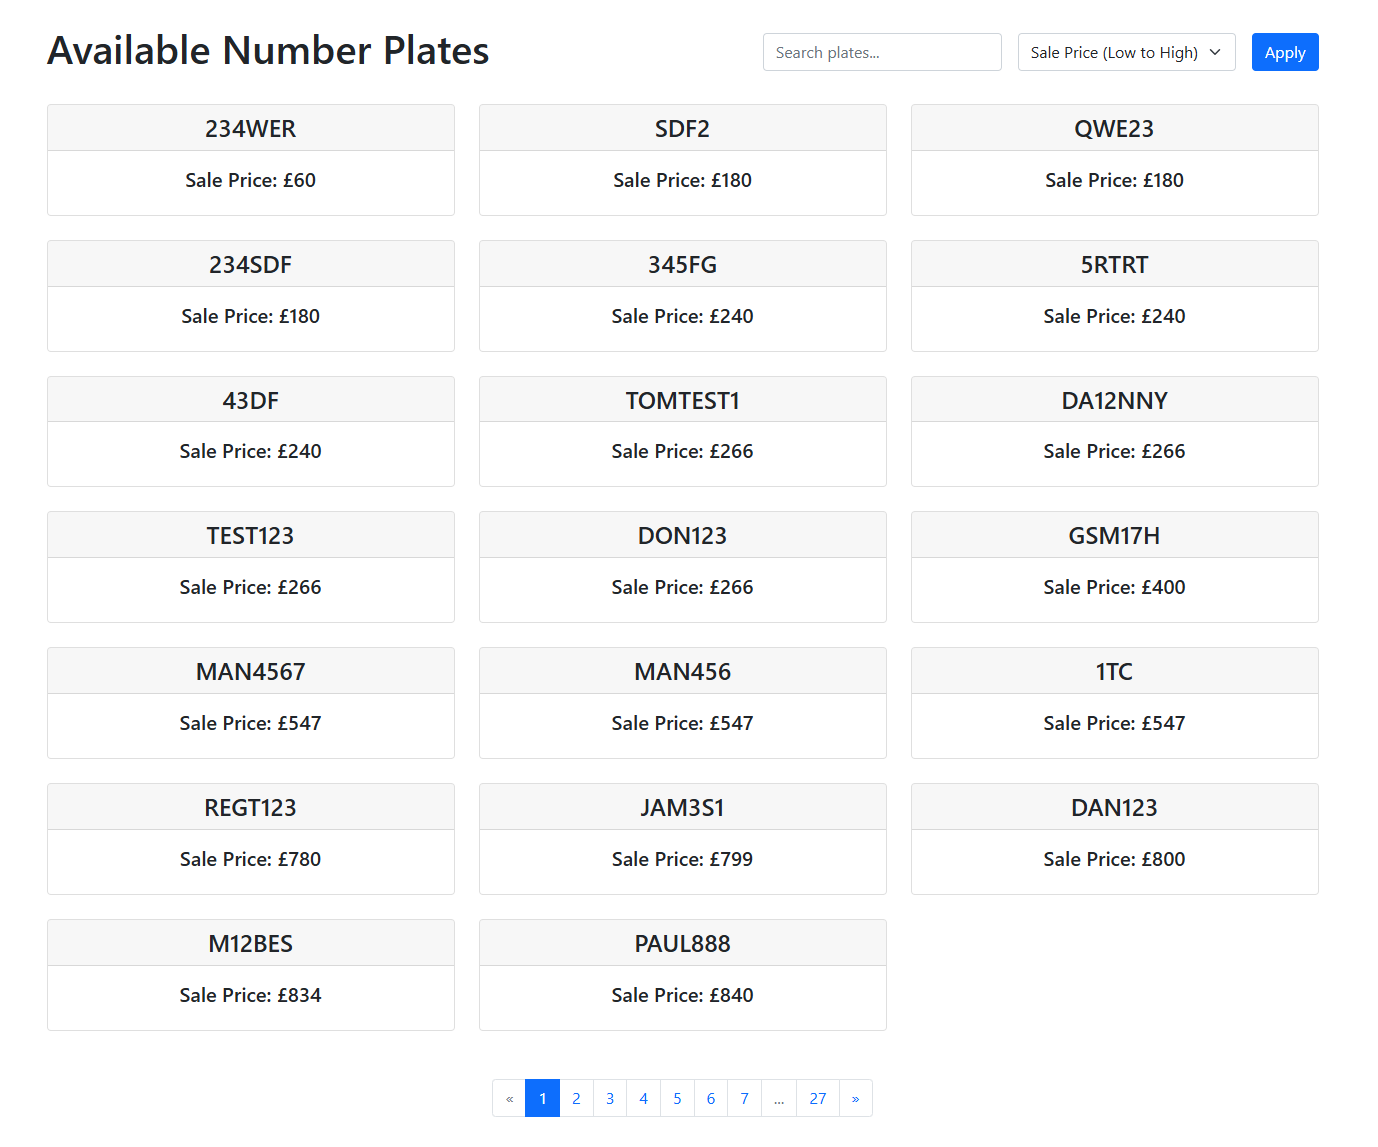 Available Number Plates
Search plates...
Sale Price (Low to High)
Apply
234WER
Sale Price: £60
SDF2
Sale Price: £180
QWE23
Sale Price: £180
234SDF
Sale Price: £180
345FG
Sale Price: £240
5RTRT
Sale Price: £240
43DF
Sale Price: £240
TOMTEST1
Sale Price: £266
DA12NNY
Sale Price: £266
TEST123
Sale Price: £266
DON123
Sale Price: £266
GSM17H
Sale Price: £400
MAN4567
Sale Price: £547
MAN456
Sale Price: £547
1TC
Sale Price: £547
REGT123
Sale Price: £780
JAM3S1
Sale Price: £799
DAN123
Sale Price: £800
M12BES
Sale Price: £834
PAUL888
Sale Price: £840
« 1 2 3 4 5 6 7 ... 27 »